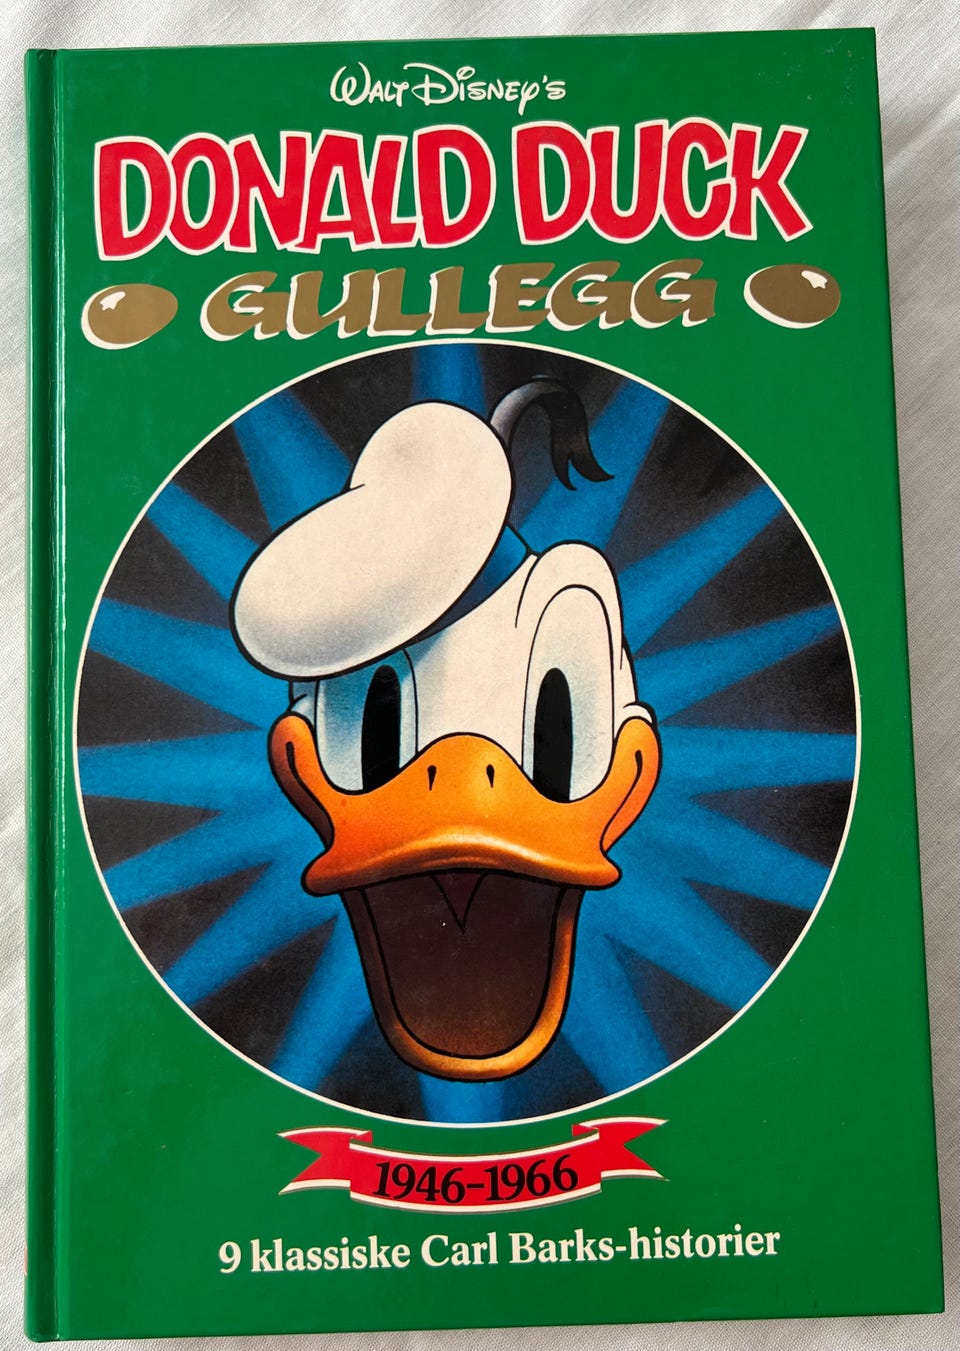 WALT DISNEY'S
DONALD DUCK
GULLEGG
1946-1966
9 klassiske Carl Barks-historier